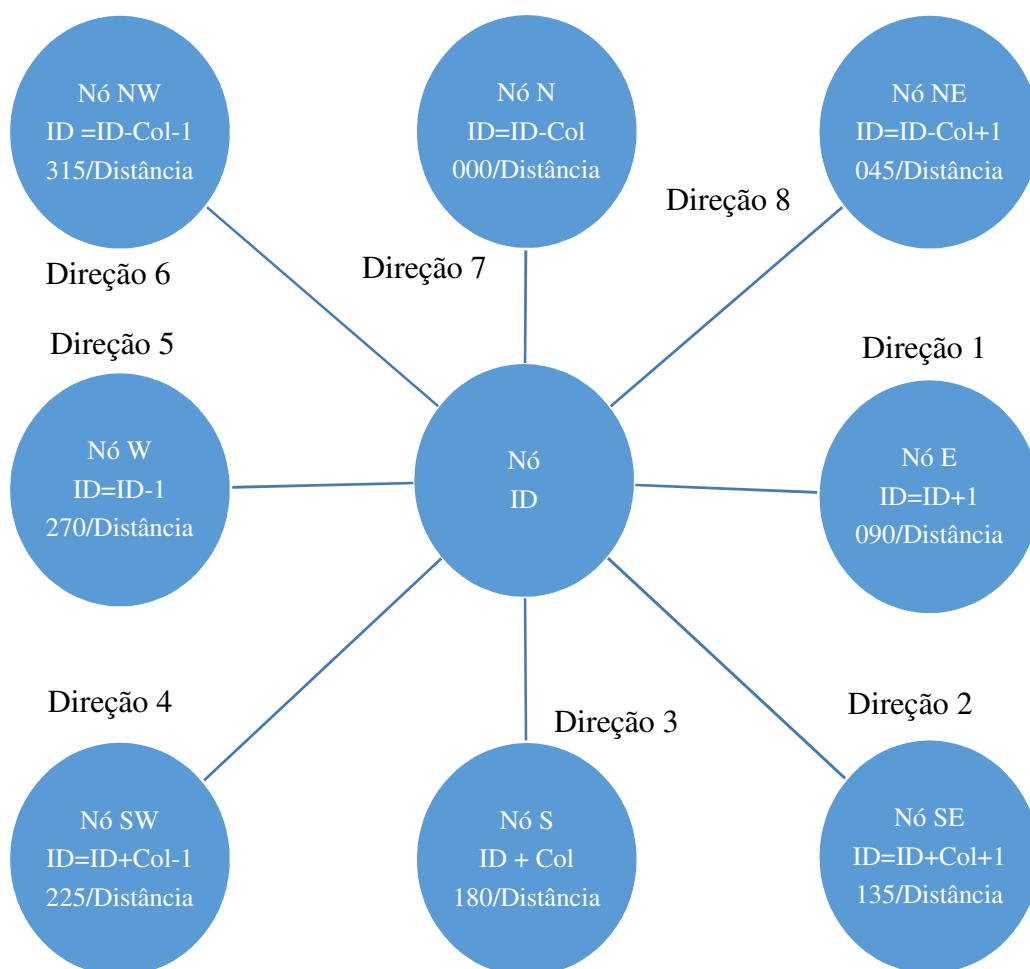 Nó NW
ID =ID-Col-1
315/Distância
Nó N
ID=ID-Col
000/Distância
Nó NE
ID=ID-Col+1
045/Distância
Direção 8
Direção 6
Direção 7
Direção 5
Direção 1
Nó W
ID=ID-1
270/Distância
Nó
ID
Nó E
ID=ID+1
090/Distância
Direção 4
Direção 3
Direção 2
Nó SW
ID=ID+Col-1
225/Distância
Nó S
ID + Col
180/Distância
Nó SE
ID=ID+Col+1
135/Distância